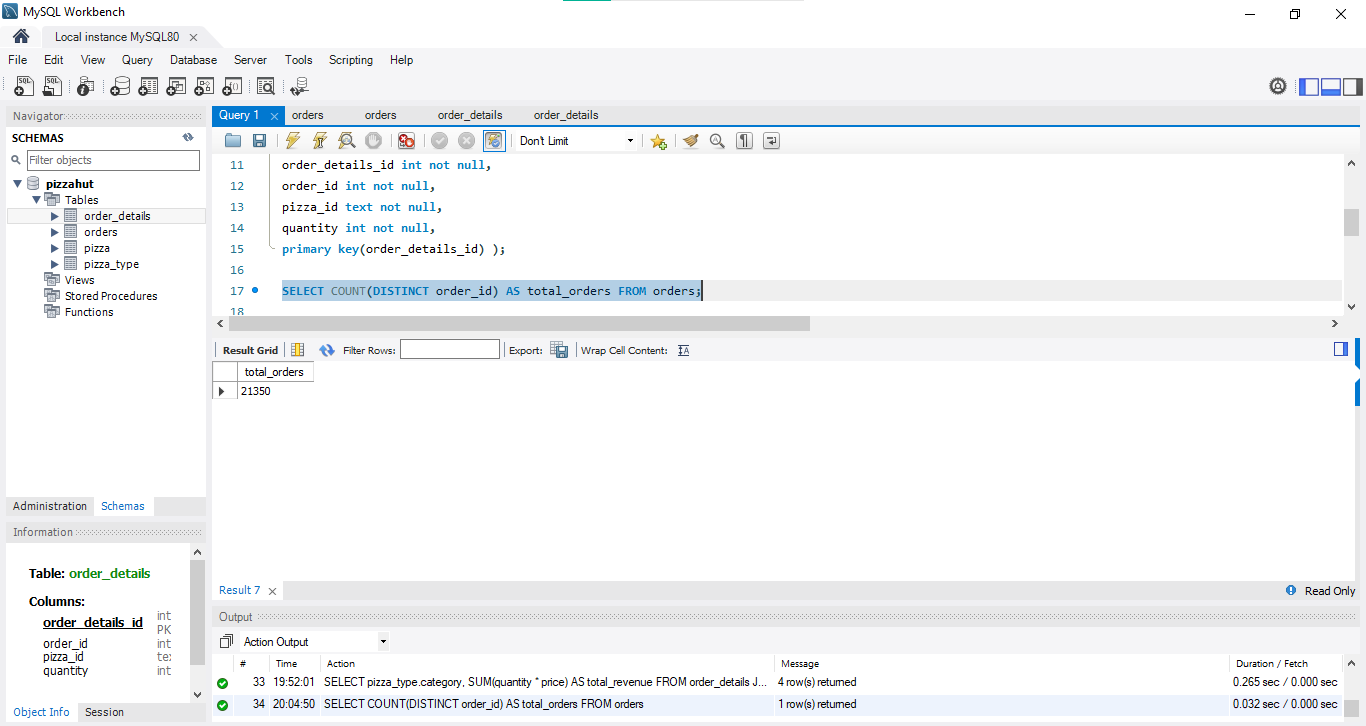 MySQL Workbench
Local instance MySQL80
File Edit View Query Database Server Tools Scripting Help
Navigator
SCHEMAS
Filter objects
pizzahut
Tables
order_details
orders
pizza
pizza_type
Views
Stored Procedures
Functions
Administration Schemas
Information
Table: order_details
Columns:
order_details_id int
PK
order_id int
pizza_id te
quantity int
Object Info Session
Query 1 orders orders order_details order_details
Don't Limit
11 order_details_id int not null,
12 order_id int not null,
13 pizza_id text not null,
14 quantity int not null,
15 primary key(order_details_id) );
16
17 SELECT COUNT(DISTINCT order_id) AS total_orders FROM orders;
18
Result Grid Filter Rows: Export: Wrap Cell Content:
total_orders
21350
Result 7 Read Only
Output
Action Output
# Time Action Message Duration / Fetch
33 19:52:01 SELECT pizza_type.category, SUM(quantity * price) AS total_revenue FROM order_details J... 4 row(s) returned 0.265 sec / 0.000 sec
34 20:04:50 SELECT COUNT(DISTINCT order_id) AS total_orders FROM orders 1 row(s) returned 0.032 sec / 0.000 sec